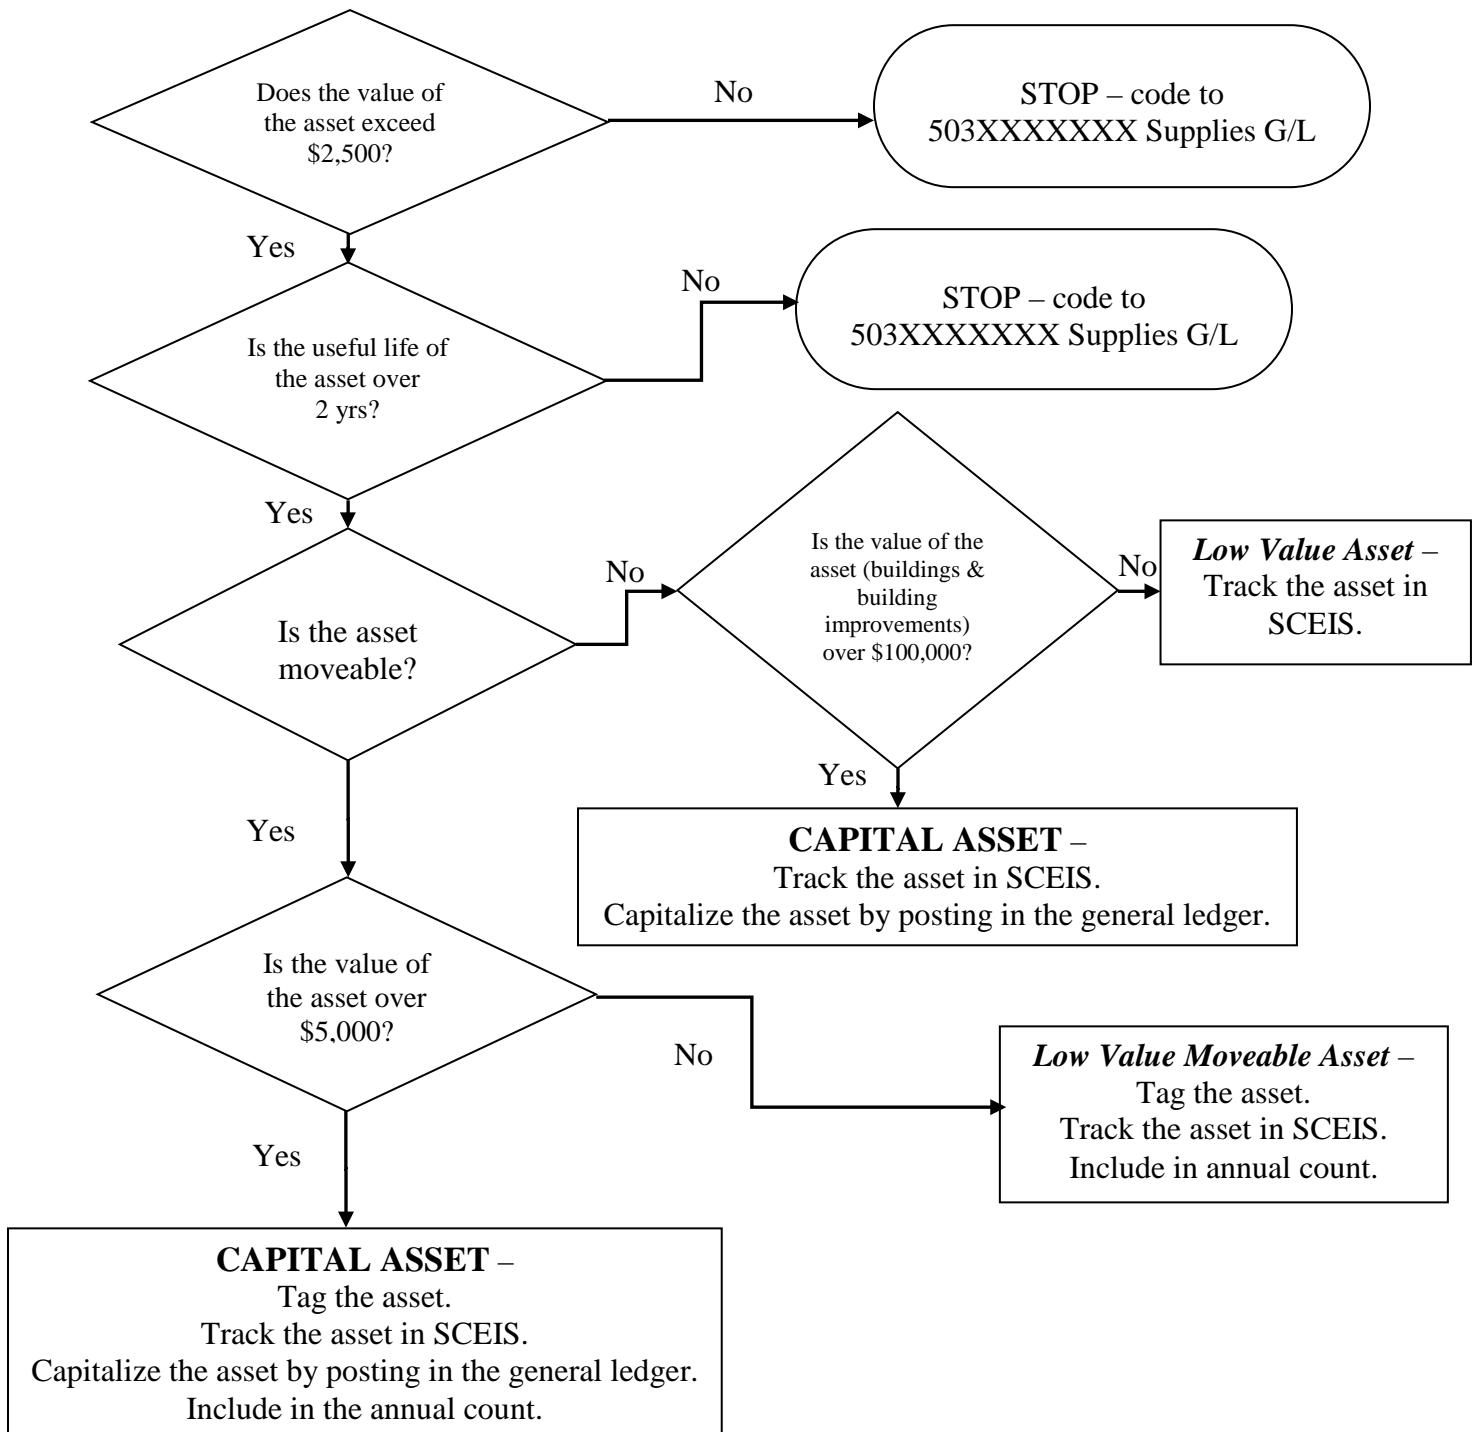 Does the value of
the asset exceed
$2,500?
No
STOP – code to
503XXXXXXX Supplies G/L
Yes
Is the useful life of
the asset over
2 yrs?
No
STOP – code to
503XXXXXXX Supplies G/L
Yes
Is the asset
moveable?
No
Is the value of the
asset (buildings &
building
improvements)
over $100,000?
No
Low Value Asset –
Track the asset in
SCEIS.
Yes
CAPITAL ASSET –
Track the asset in SCEIS.
Capitalize the asset by posting in the general ledger.
Yes
Is the value of
the asset over
$5,000?
No
Low Value Moveable Asset –
Tag the asset.
Track the asset in SCEIS.
Include in annual count.
Yes
CAPITAL ASSET –
Tag the asset.
Track the asset in SCEIS.
Capitalize the asset by posting in the general ledger.
Include in the annual count.